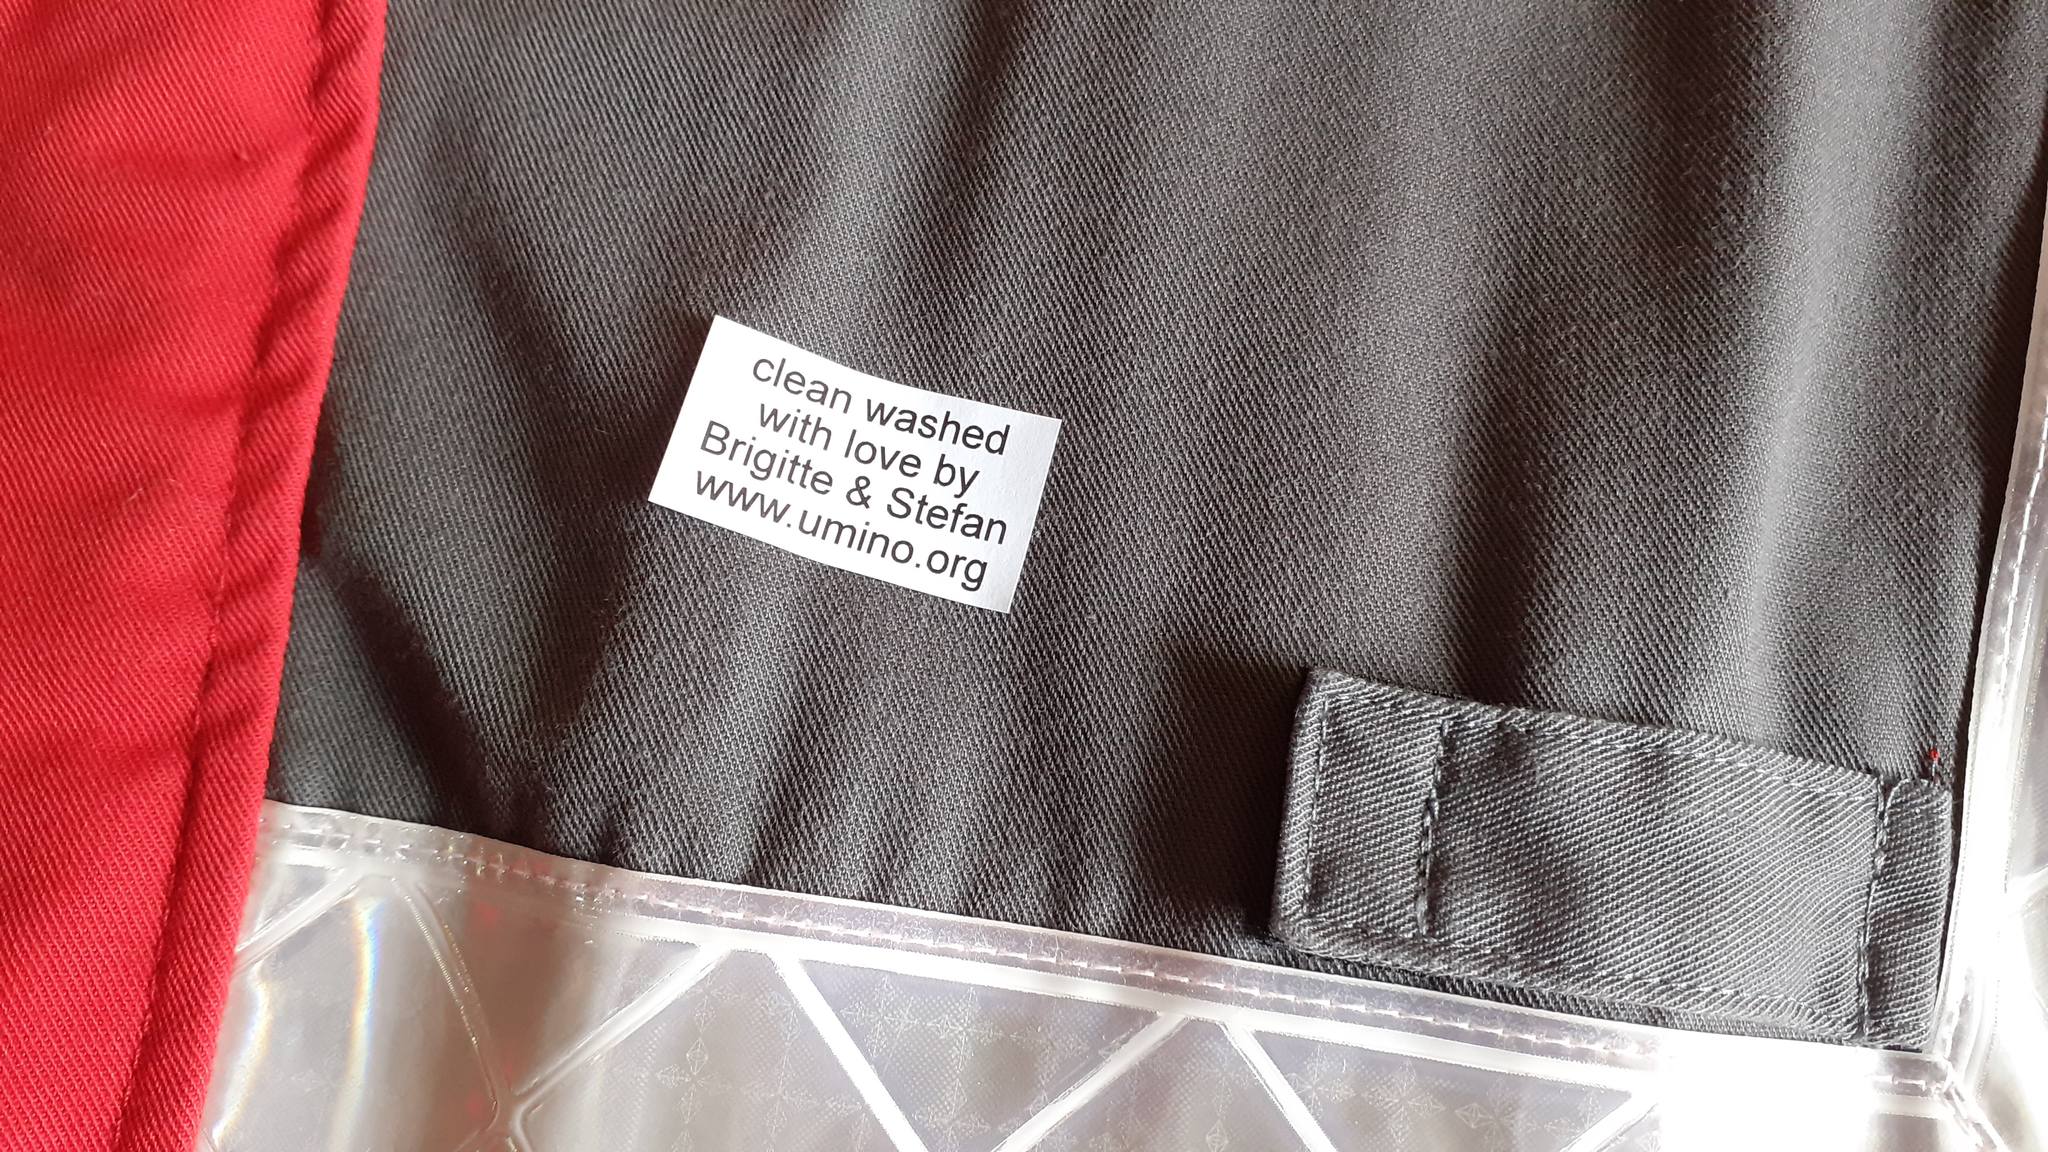 clean washed
with love by
Brigitte & Stefan
www.umino.org